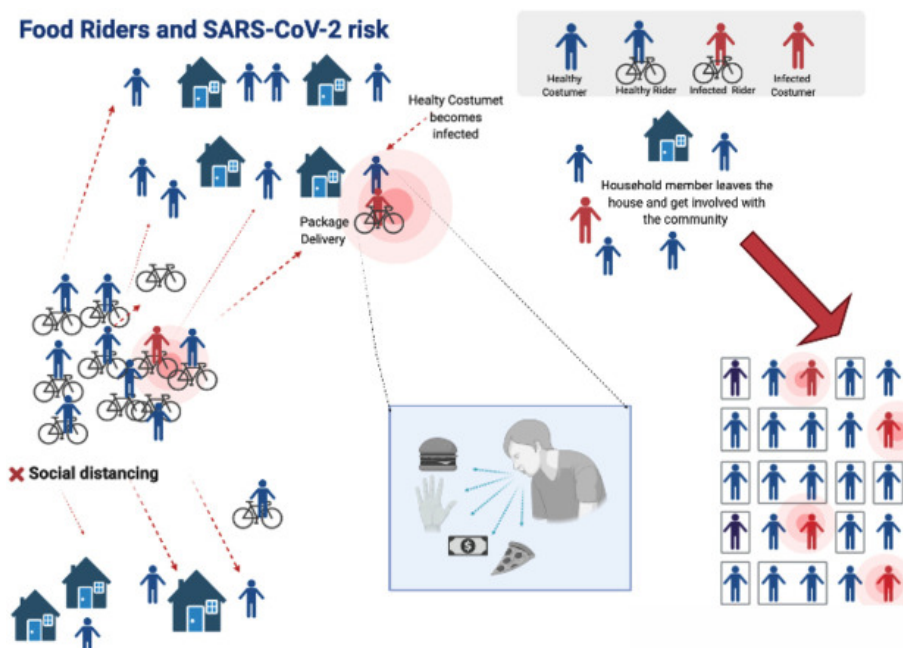 Food Riders and SARS-CoV-2 risk
Healthy
Costumer
Healthy Rider
Infected Rider
Infected
Costumer
Healty Costumet
becomes
infected
Package
Delivery
Household member leaves the
house and get involved with
the community
Social distancing
$